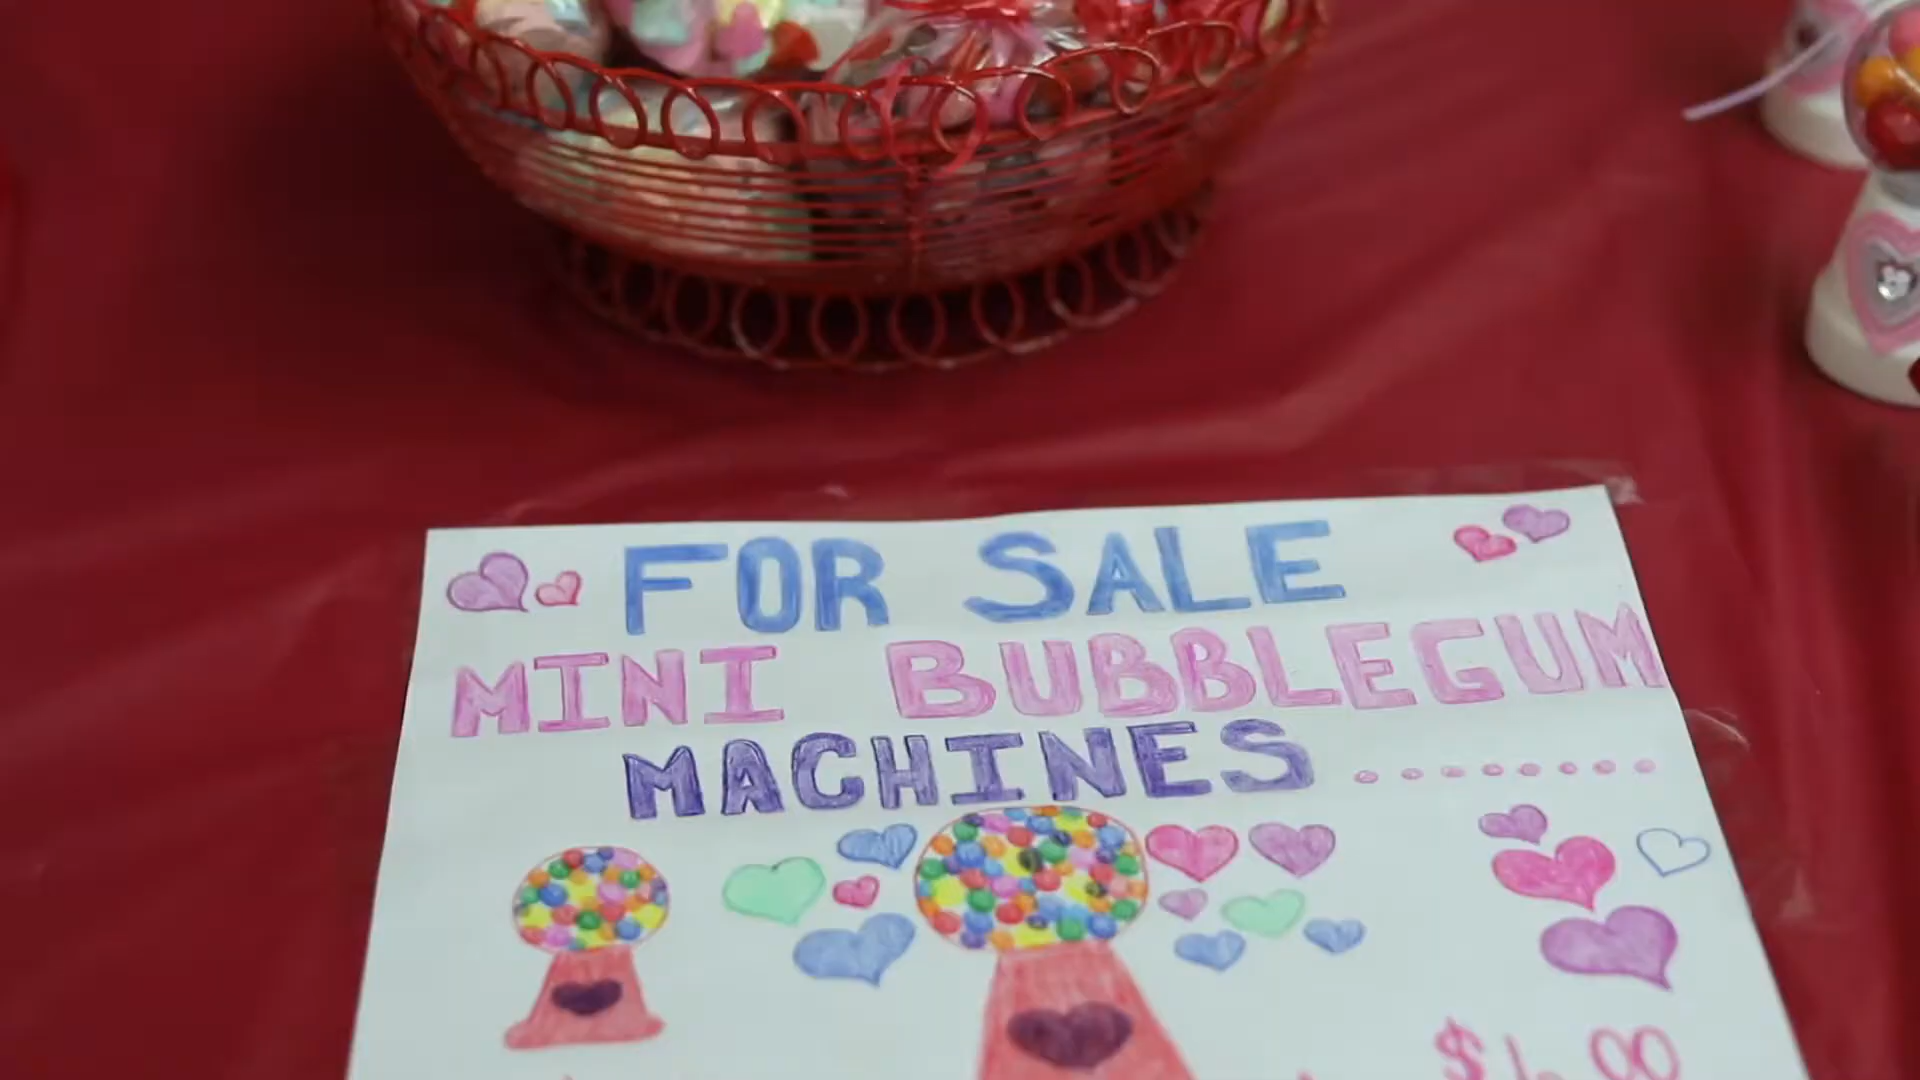 FOR SALE
MINI BUBBLEGUM
MACHINES ........